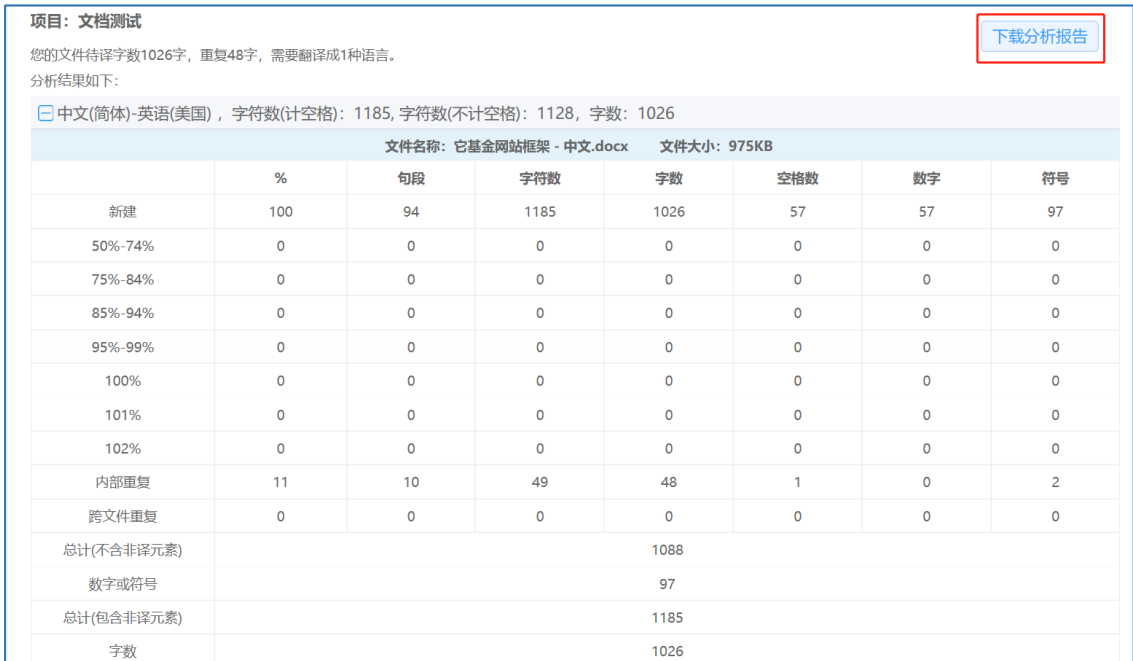 项目：文档测试
下载分析报告
您的文件待译字数1026字，重复48字，需要翻译成1种语言。
分析结果如下：
中文(简体)-英语(美国) ，字符数(计空格)：1185, 字符数(不计空格)：1128，字数：1026
文件名称：它基金网站框架 - 中文.docx 文件大小：975KB
% 句段 字符数 字数 空格数 数字 符号
新建 100 94 1185 1026 57 57 97
50%-74% 0 0 0 0 0 0 0
75%-84% 0 0 0 0 0 0 0
85%-94% 0 0 0 0 0 0 0
95%-99% 0 0 0 0 0 0 0
100% 0 0 0 0 0 0 0
101% 0 0 0 0 0 0 0
102% 0 0 0 0 0 0 0
内部重复 11 10 49 48 1 0 2
跨文件重复 0 0 0 0 0 0 0
总计(不含非译元素) 1088
数字或符号 97
总计(包含非译元素) 1185
字数 1026